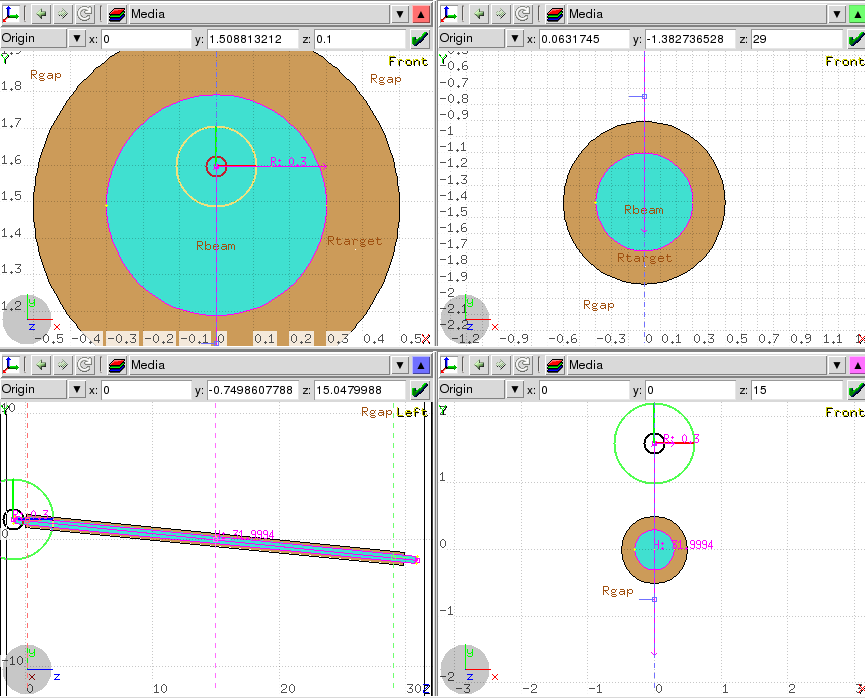 Media
Origin x: 0 y: 1.508813212 z: 0.1
Y
Front
1.9
Rgap
Rgap
1.8
1.7
1.6
R: 0.3
1.5
Rbeam
Rtarget
1.4
1.3
1.2
y
z
x
-0.5 -0.4 -0.3 -0.2 -0.1 0 0.1 0.2 0.3 0.4 0.5 X
Media
Origin x: 0.0631745 y: -1.382736528 z: 29
Y
Front
-0.6
-0.7
-0.8
-0.9
-1
-1.1
-1.2
-1.3
-1.4
Rbeam
-1.5
-1.6
-1.7
Rtarget
-1.8
-1.9
-2
Rgap
-2.1
-2.2
y
z
x
-1.2 -0.9 -0.6 -0.3 0 0.1 0.3 0.5 0.7 0.9 1.1
Media
Origin x: 0 y: -0.7498607788 z: 15.0479988
10
Rgap
Left
R: 0.3
0
H: 31.9994
-10
y
x
z
0 10 20 30 Z
Media
Origin x: 0 y: 0 z: 15
Y
Front
R: 0.3
1
0
H: 31.9994
Rgap
-1
-2
y
z
x
-3 -2 -1 0 1 2 3